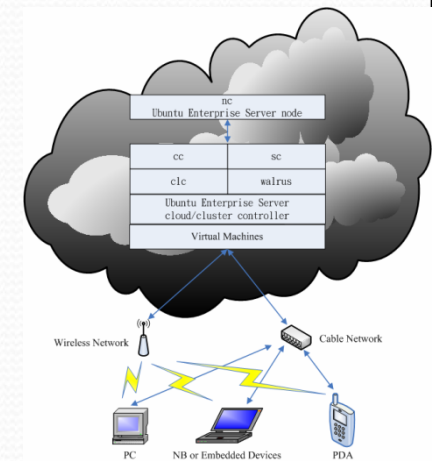 nc
Ubuntu Enterprise Server node
cc
sc
clc
walrus
Ubuntu Enterprise Server
cloud/cluster controller
Virtual Machines
Wireless Network
Cable Network
PC
NB or Embedded Devices
PDA